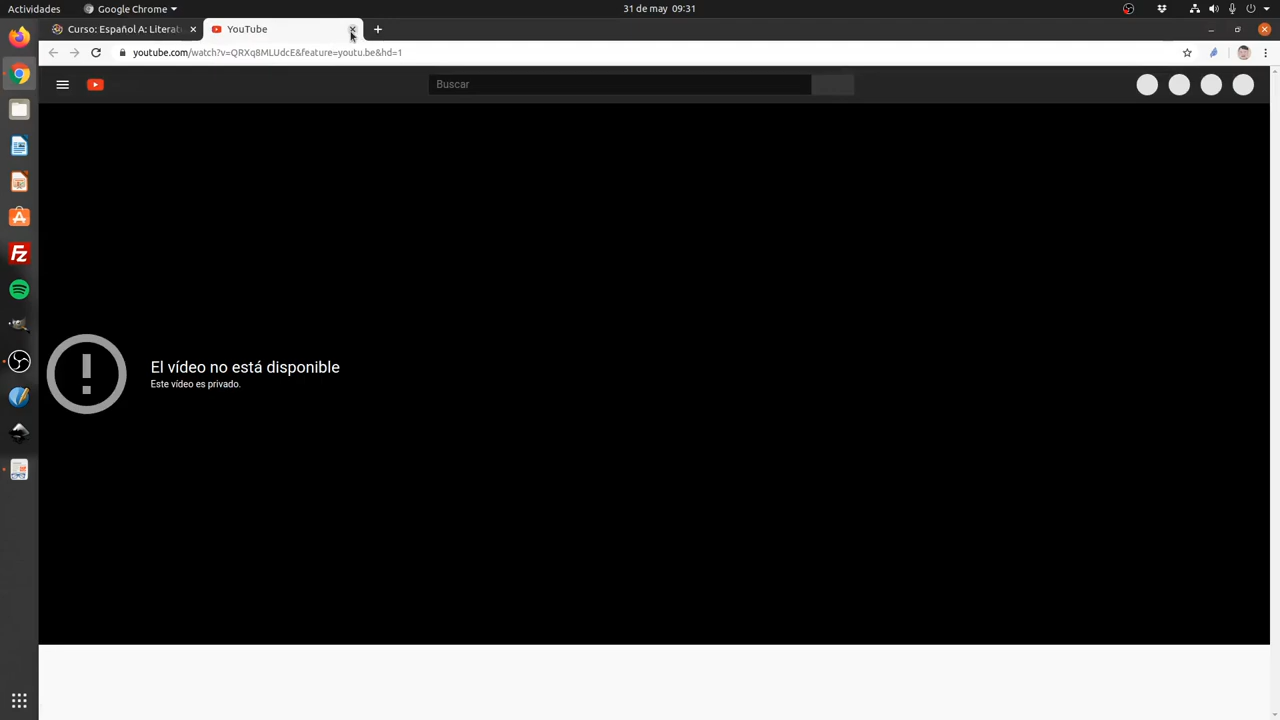 Actividades
Google Chrome
31 de may 09:31
Curso: Español A: Literat
YouTube
youtube.com/watch?v=QRXq8MLUdcE&feature=youtu.be&hd=1
Buscar
El vídeo no está disponible
Este vídeo es privado.